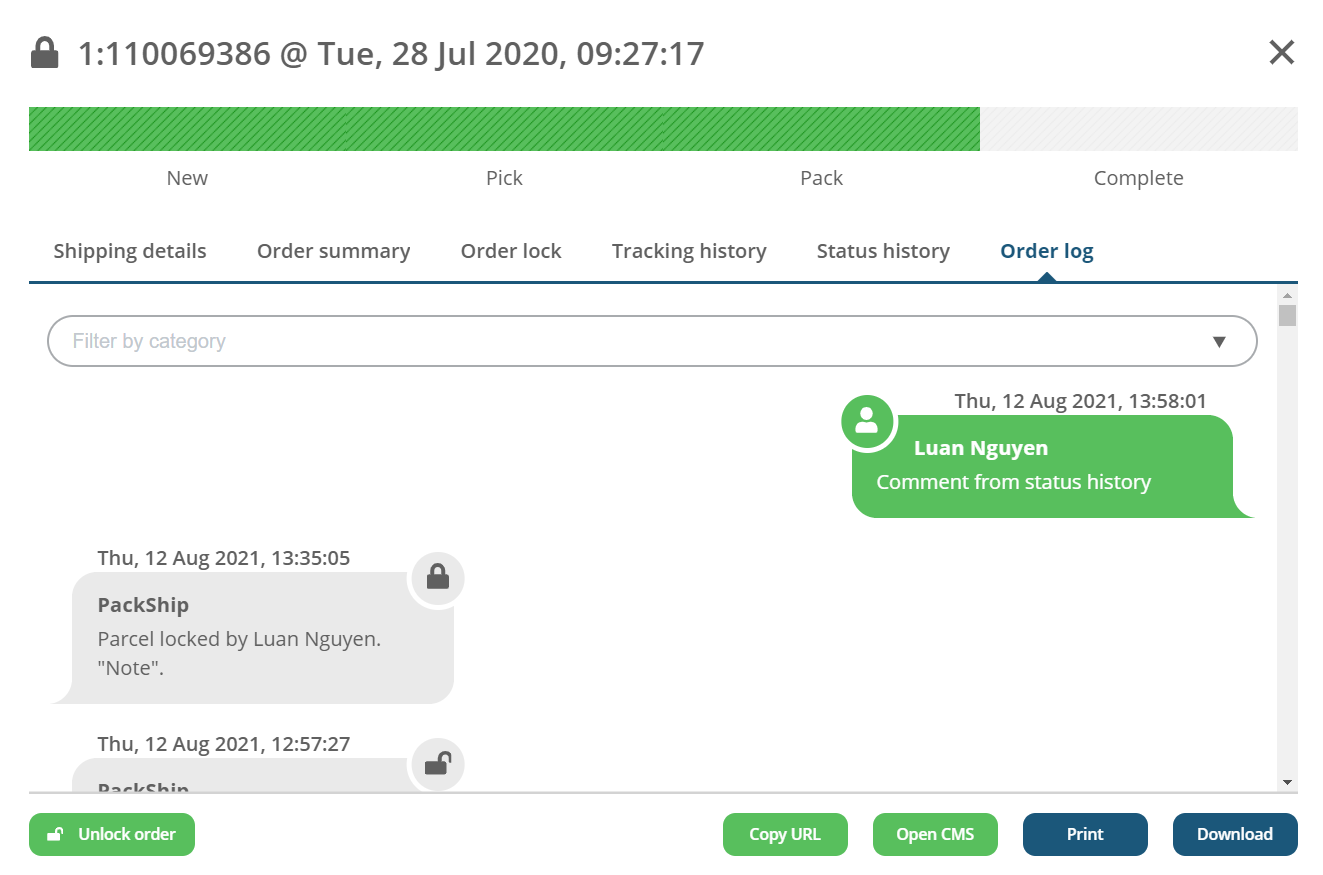 1:110069386 @ Tue, 28 Jul 2020, 09:27:17
New Pick Pack Complete
Shipping details Order summary Order lock Tracking history Status history Order log
Filter by category
Thu, 12 Aug 2021, 13:58:01
Luan Nguyen
Comment from status history
Thu, 12 Aug 2021, 13:35:05
PackShip
Parcel locked by Luan Nguyen.
"Note".
Thu, 12 Aug 2021, 12:57:27
PackShip
Unlock order Copy URL Open CMS Print Download